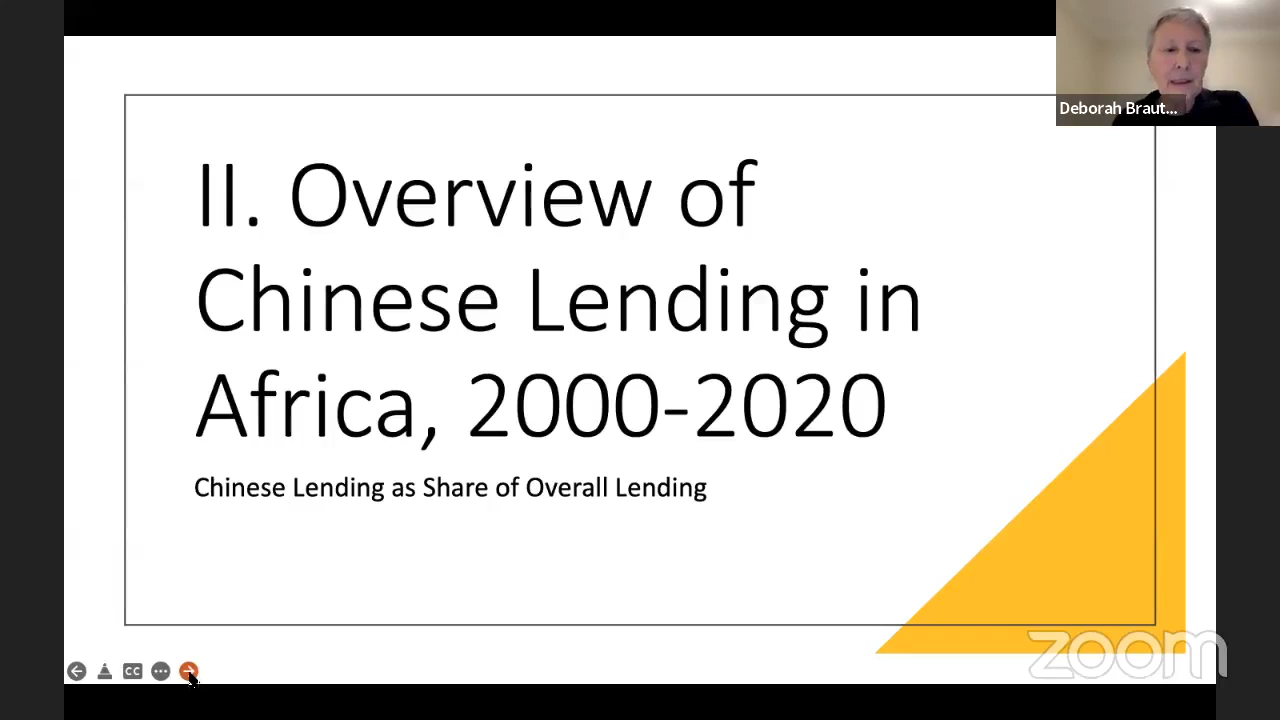 Deborah Braut...
II. Overview of
Chinese Lending in
Africa, 2000-2020
Chinese Lending as Share of Overall Lending
CC
zoom